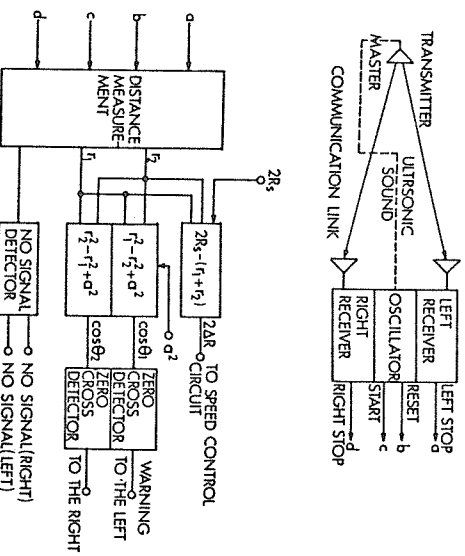 TRANSMITTER
MASTER
COMMUNICATION LINK
ULTRSONIC
SOUND
LEFT
RECEIVER
OSCILLATOR
RIGHT
RECEIVER
LEFT STOP
a
RESET
b
START
c
RIGHT STOP
d
a
b
c
d
DISTANCE
MEASURE-
MENT
r₂
r₁
2Rs
2Rs-(r₁+r₂)
2ΔR
TO SPEED CONTROL
CIRCUIT
a²
r₁²-r₂²+a²
r₂²-r₁²+a²
cosθ₁
cosθ₂
ZERO
CROSS
DETECTOR
ZERO
CROSS
DETECTOR
WARNING
TO THE LEFT
TO THE RIGHT
NO SIGNAL
DETECTOR
NO SIGNAL(RIGHT)
NO SIGNAL(LEFT)